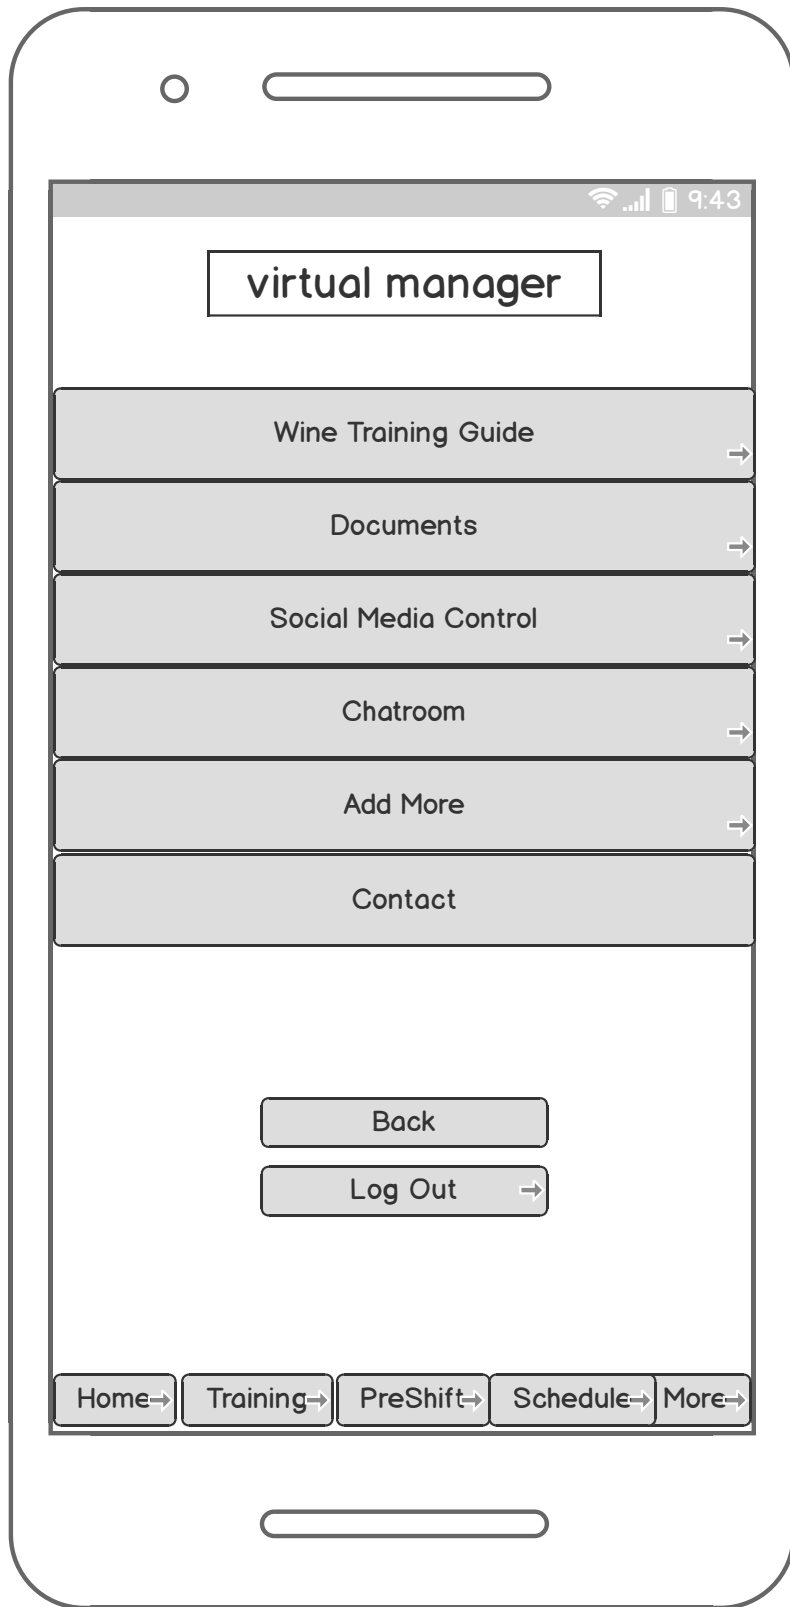 9:43
virtual manager
Wine Training Guide
Documents
Social Media Control
Chatroom
Add More
Contact
Back
Log Out
Home Training PreShift Schedule More